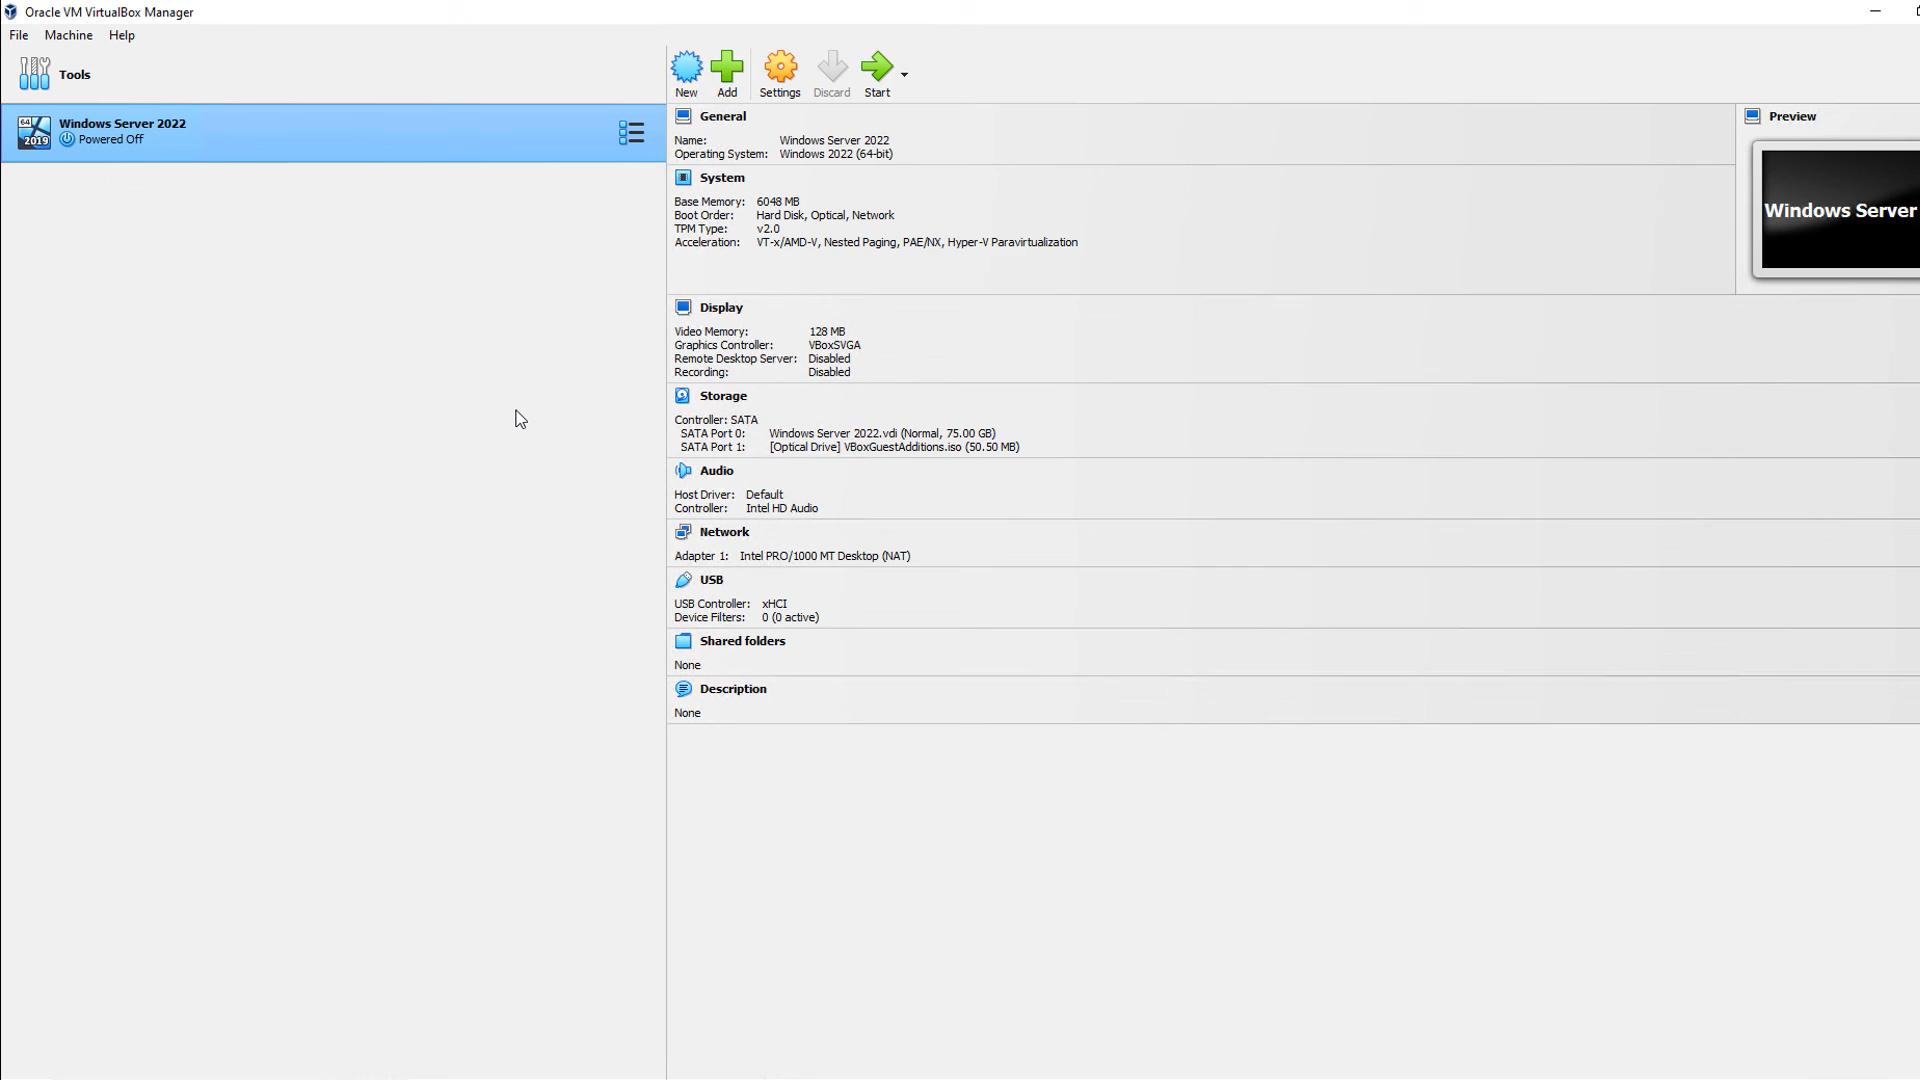 Oracle VM VirtualBox Manager
File Machine Help
Tools
New Add Settings Discard Start
64
2019
Windows Server 2022
Powered Off
General
Name: Windows Server 2022
Operating System: Windows 2022 (64-bit)
System
Base Memory: 6048 MB
Boot Order: Hard Disk, Optical, Network
TPM Type: v2.0
Acceleration: VT-x/AMD-V, Nested Paging, PAE/NX, Hyper-V Paravirtualization
Preview
Windows Server
Display
Video Memory: 128 MB
Graphics Controller: VBoxSVGA
Remote Desktop Server: Disabled
Recording: Disabled
Storage
Controller: SATA
SATA Port 0: Windows Server 2022.vdi (Normal, 75.00 GB)
SATA Port 1: [Optical Drive] VBoxGuestAdditions.iso (50.50 MB)
Audio
Host Driver: Default
Controller: Intel HD Audio
Network
Adapter 1: Intel PRO/1000 MT Desktop (NAT)
USB
USB Controller: xHCI
Device Filters: 0 (0 active)
Shared folders
None
Description
None